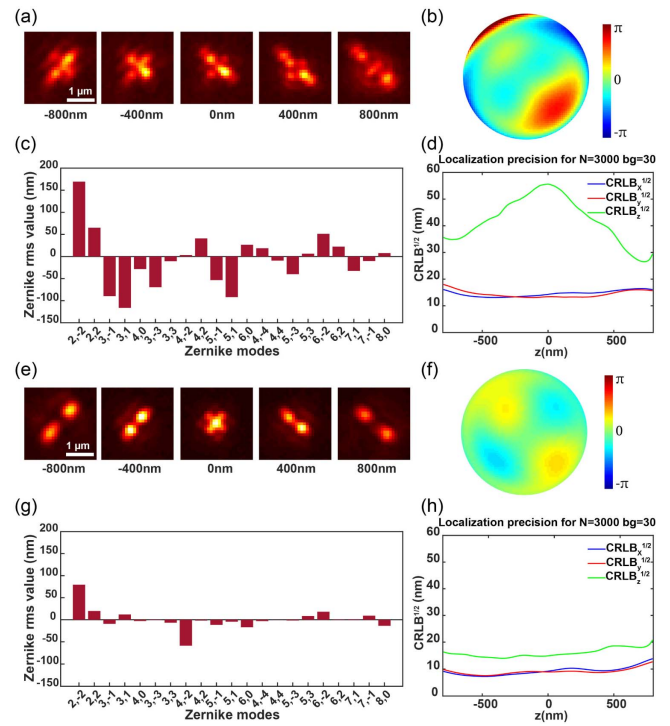 (a)
1 μm
-800nm
-400nm
0nm
400nm
800nm
(b)
π
0
-π
(c)
Zernike rms value (nm)
200
150
100
50
0
-50
-100
-150
2,-2
2,2
3,-1
3,1
4,0
3,-3
3,3
4,-2
4,2
5,-1
5,1
6,0
4,-4
4,4
5,-3
5,3
6,-2
6,2
7,1
7,-1
8,0
Zernike modes
(d)
Localization precision for N=3000 bg=30
CRLB^1/2 (nm)
60
50
40
30
20
10
0
CRLB_X^1/2
CRLB_y^1/2
CRLB_z^1/2
-500
0
500
z(nm)
(e)
1 μm
-800nm
-400nm
0nm
400nm
800nm
(f)
π
0
-π
(g)
Zernike rms value (nm)
200
150
100
50
0
-50
-100
-150
2,-2
2,2
3,-1
3,1
4,0
3,-3
3,3
4,-2
4,2
5,-1
5,1
6,0
4,-4
4,4
5,-3
5,3
6,-2
6,2
7,1
7,-1
8,0
Zernike modes
(h)
Localization precision for N=3000 bg=30
CRLB^1/2 (nm)
60
50
40
30
20
10
0
CRLB_X^1/2
CRLB_y^1/2
CRLB_z^1/2
-500
0
500
z(nm)